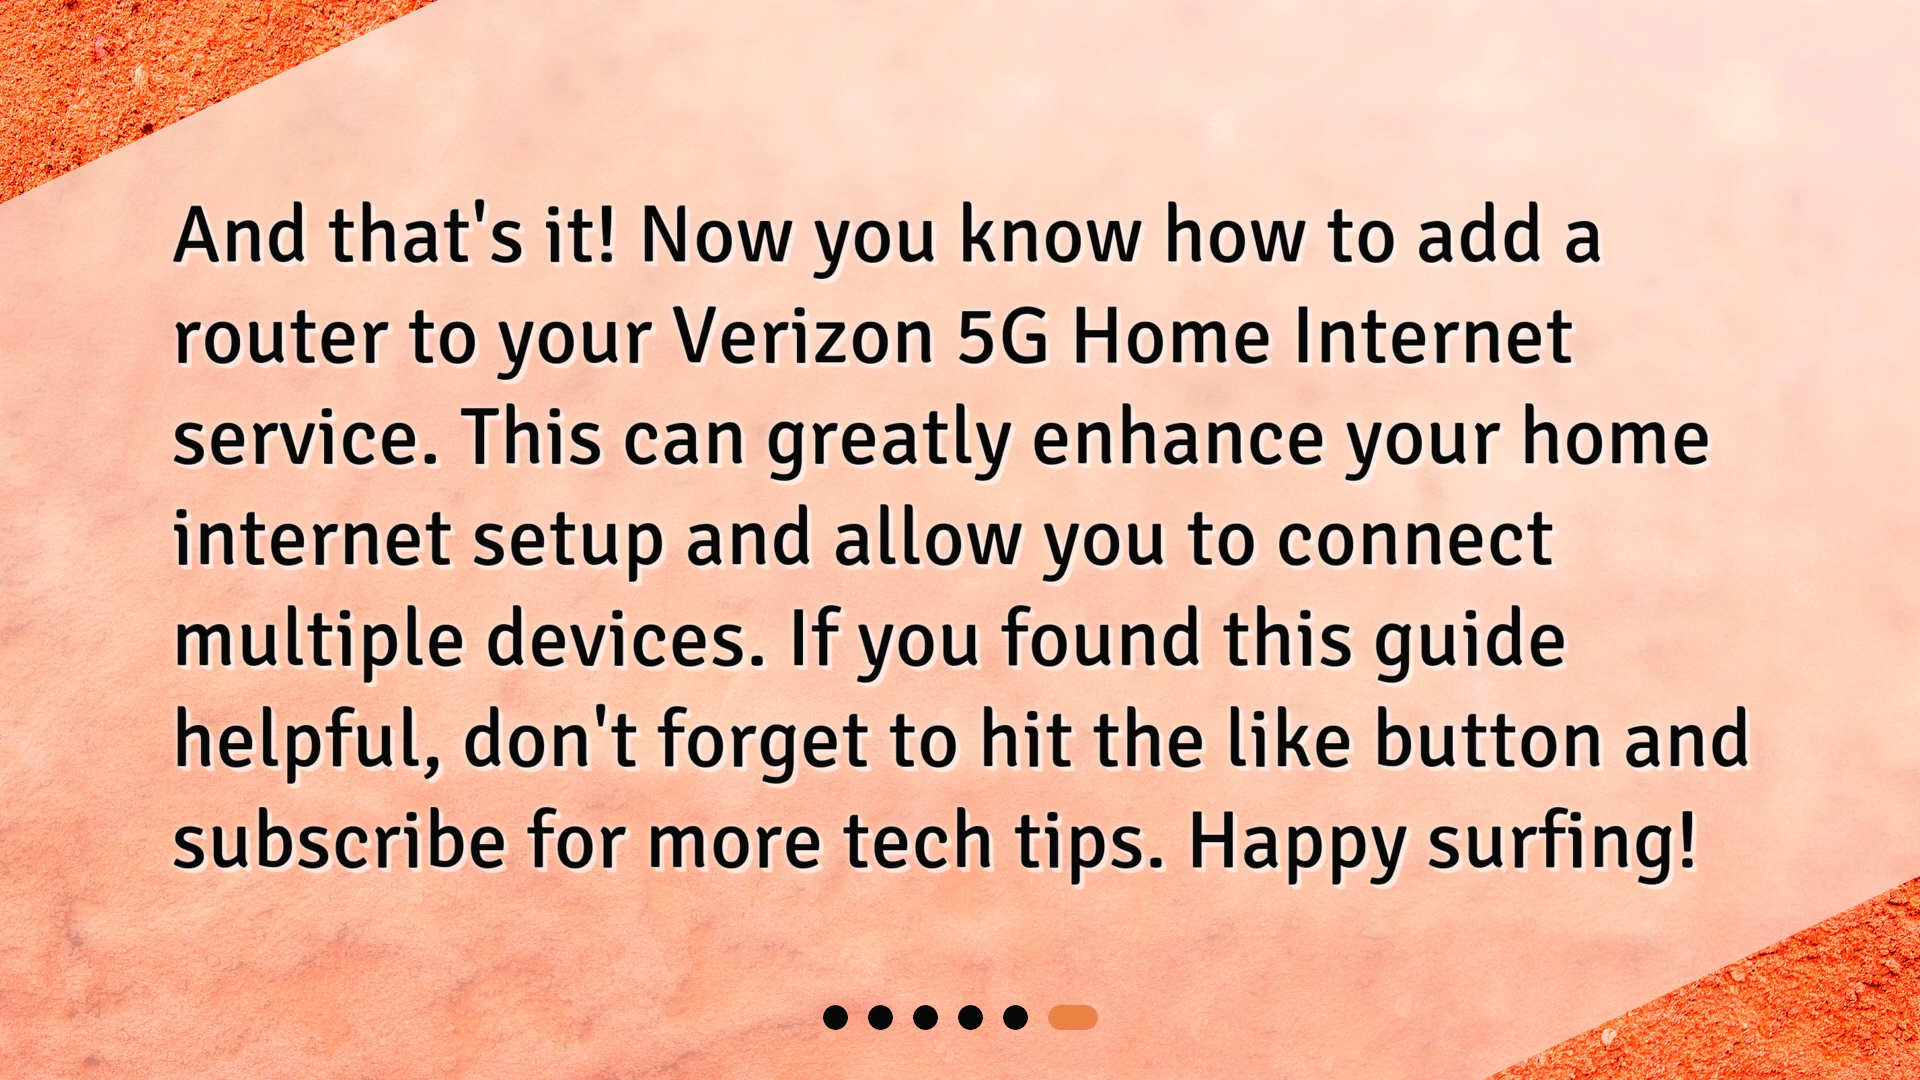 And that's it! Now you know how to add a
router to your Verizon 5G Home Internet
service. This can greatly enhance your home
internet setup and allow you to connect
multiple devices. If you found this guide
helpful, don't forget to hit the like button and
subscribe for more tech tips. Happy surfing!